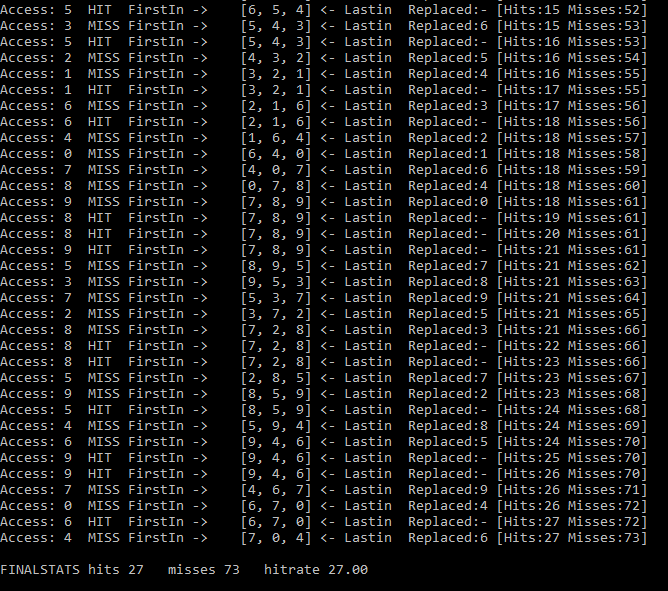 Access: 5  HIT  FirstIn ->    [6, 5, 4] <- Lastin  Replaced:- [Hits:15 Misses:52]
Access: 3  MISS FirstIn ->    [5, 4, 3] <- Lastin  Replaced:6 [Hits:15 Misses:53]
Access: 5  HIT  FirstIn ->    [5, 4, 3] <- Lastin  Replaced:- [Hits:16 Misses:53]
Access: 2  MISS FirstIn ->    [4, 3, 2] <- Lastin  Replaced:5 [Hits:16 Misses:54]
Access: 1  MISS FirstIn ->    [3, 2, 1] <- Lastin  Replaced:4 [Hits:16 Misses:55]
Access: 1  HIT  FirstIn ->    [3, 2, 1] <- Lastin  Replaced:- [Hits:17 Misses:55]
Access: 6  MISS FirstIn ->    [2, 1, 6] <- Lastin  Replaced:3 [Hits:17 Misses:56]
Access: 6  HIT  FirstIn ->    [2, 1, 6] <- Lastin  Replaced:- [Hits:18 Misses:56]
Access: 4  MISS FirstIn ->    [1, 6, 4] <- Lastin  Replaced:2 [Hits:18 Misses:57]
Access: 0  MISS FirstIn ->    [6, 4, 0] <- Lastin  Replaced:1 [Hits:18 Misses:58]
Access: 7  MISS FirstIn ->    [4, 0, 7] <- Lastin  Replaced:6 [Hits:18 Misses:59]
Access: 8  MISS FirstIn ->    [0, 7, 8] <- Lastin  Replaced:4 [Hits:18 Misses:60]
Access: 9  MISS FirstIn ->    [7, 8, 9] <- Lastin  Replaced:0 [Hits:18 Misses:61]
Access: 8  HIT  FirstIn ->    [7, 8, 9] <- Lastin  Replaced:- [Hits:19 Misses:61]
Access: 8  HIT  FirstIn ->    [7, 8, 9] <- Lastin  Replaced:- [Hits:20 Misses:61]
Access: 9  HIT  FirstIn ->    [7, 8, 9] <- Lastin  Replaced:- [Hits:21 Misses:61]
Access: 5  MISS FirstIn ->    [8, 9, 5] <- Lastin  Replaced:7 [Hits:21 Misses:62]
Access: 3  MISS FirstIn ->    [9, 5, 3] <- Lastin  Replaced:8 [Hits:21 Misses:63]
Access: 7  MISS FirstIn ->    [5, 3, 7] <- Lastin  Replaced:9 [Hits:21 Misses:64]
Access: 2  MISS FirstIn ->    [3, 7, 2] <- Lastin  Replaced:5 [Hits:21 Misses:65]
Access: 8  MISS FirstIn ->    [7, 2, 8] <- Lastin  Replaced:3 [Hits:21 Misses:66]
Access: 8  HIT  FirstIn ->    [7, 2, 8] <- Lastin  Replaced:- [Hits:22 Misses:66]
Access: 8  HIT  FirstIn ->    [7, 2, 8] <- Lastin  Replaced:- [Hits:23 Misses:66]
Access: 5  MISS FirstIn ->    [2, 8, 5] <- Lastin  Replaced:7 [Hits:23 Misses:67]
Access: 9  MISS FirstIn ->    [8, 5, 9] <- Lastin  Replaced:2 [Hits:23 Misses:68]
Access: 5  HIT  FirstIn ->    [8, 5, 9] <- Lastin  Replaced:- [Hits:24 Misses:68]
Access: 4  MISS FirstIn ->    [5, 9, 4] <- Lastin  Replaced:8 [Hits:24 Misses:69]
Access: 6  MISS FirstIn ->    [9, 4, 6] <- Lastin  Replaced:5 [Hits:24 Misses:70]
Access: 9  HIT  FirstIn ->    [9, 4, 6] <- Lastin  Replaced:- [Hits:25 Misses:70]
Access: 9  HIT  FirstIn ->    [9, 4, 6] <- Lastin  Replaced:- [Hits:26 Misses:70]
Access: 7  MISS FirstIn ->    [4, 6, 7] <- Lastin  Replaced:9 [Hits:26 Misses:71]
Access: 0  MISS FirstIn ->    [6, 7, 0] <- Lastin  Replaced:4 [Hits:26 Misses:72]
Access: 6  HIT  FirstIn ->    [6, 7, 0] <- Lastin  Replaced:- [Hits:27 Misses:72]
Access: 4  MISS FirstIn ->    [7, 0, 4] <- Lastin  Replaced:6 [Hits:27 Misses:73]
FINALSTATS hits 27   misses 73   hitrate 27.00